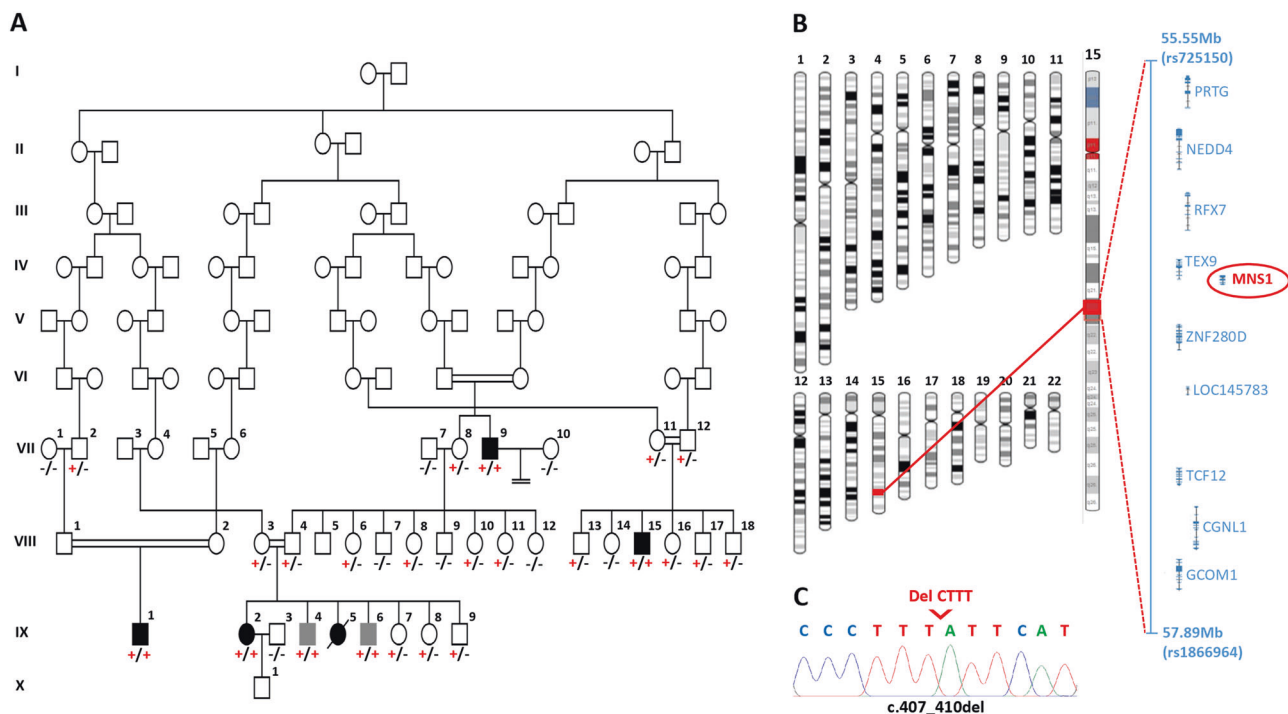 A
I
II
III
IV
V
VI
VII
1 2 3 4 5 6 7 8 9 10 11 12
-/- +/- -/- +/- +/+ -/- +/- +/-
VIII
1 2 3 4 5 6 7 8 9 10 11 12 13 14 15 16 17 18
+/- +/- +/- -/- +/- -/- +/- +/- -/- +/- -/- +/+ +/- +/- +/-
IX
1 2 3 4 5 6 7 8 9
+/+ +/+ -/- +/+ +/+ +/- +/- +/-
X
1
B
1 2 3 4 5 6 7 8 9 10 11
12 13 14 15 16 17 18 19 20 21 22
15
55.55Mb
(rs725150)
PRTG
NEDD4
RFX7
TEX9
MNS1
ZNF280D
LOC145783
TCF12
CGNL1
GCOM1
57.89Mb
(rs1866964)
C
Del CTTT
C C C T T T A T T C A T
c.407_410del